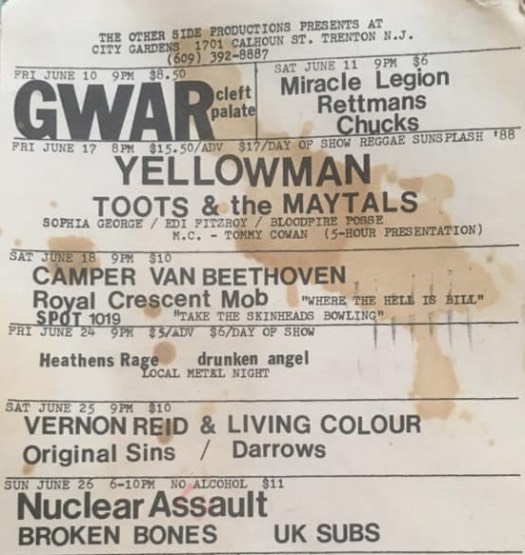 THE OTHER SIDE PRODUCTIONS PRESENTS AT
CITY GARDENS 1701 CALHOUN ST. TRENTON N.J.
(609) 392-8887
FRI JUNE 10 9PM $8.50
GWAR cleft palate
SAT JUNE 11 9PM $6
Miracle Legion
Rettmans
Chucks
FRI JUNE 17 8PM $15.50/ADV $17/DAY OF SHOW REGGAE SUNSPLASH '88
YELLOWMAN
TOOTS & the MAYTALS
SOPHIA GEORGE / EDI FITZROY / BLOODFIRE POSSE
M.C. - TOMMY COWAN (5-HOUR PRESENTATION)
SAT JUNE 18 9PM $10
CAMPER VAN BEETHOVEN
Royal Crescent Mob "WHERE THE HELL IS BILL"
SPOT 1019 "TAKE THE SKINHEADS BOWLING"
FRI JUNE 24 9PM $5/ADV $6/DAY OF SHOW
Heathens Rage drunken angel
LOCAL METAL NIGHT
SAT JUNE 25 9PM $10
VERNON REID & LIVING COLOUR
Original Sins / Darrows
SUN JUNE 26 6-10PM NO ALCOHOL $11
Nuclear Assault
BROKEN BONES UK SUBS